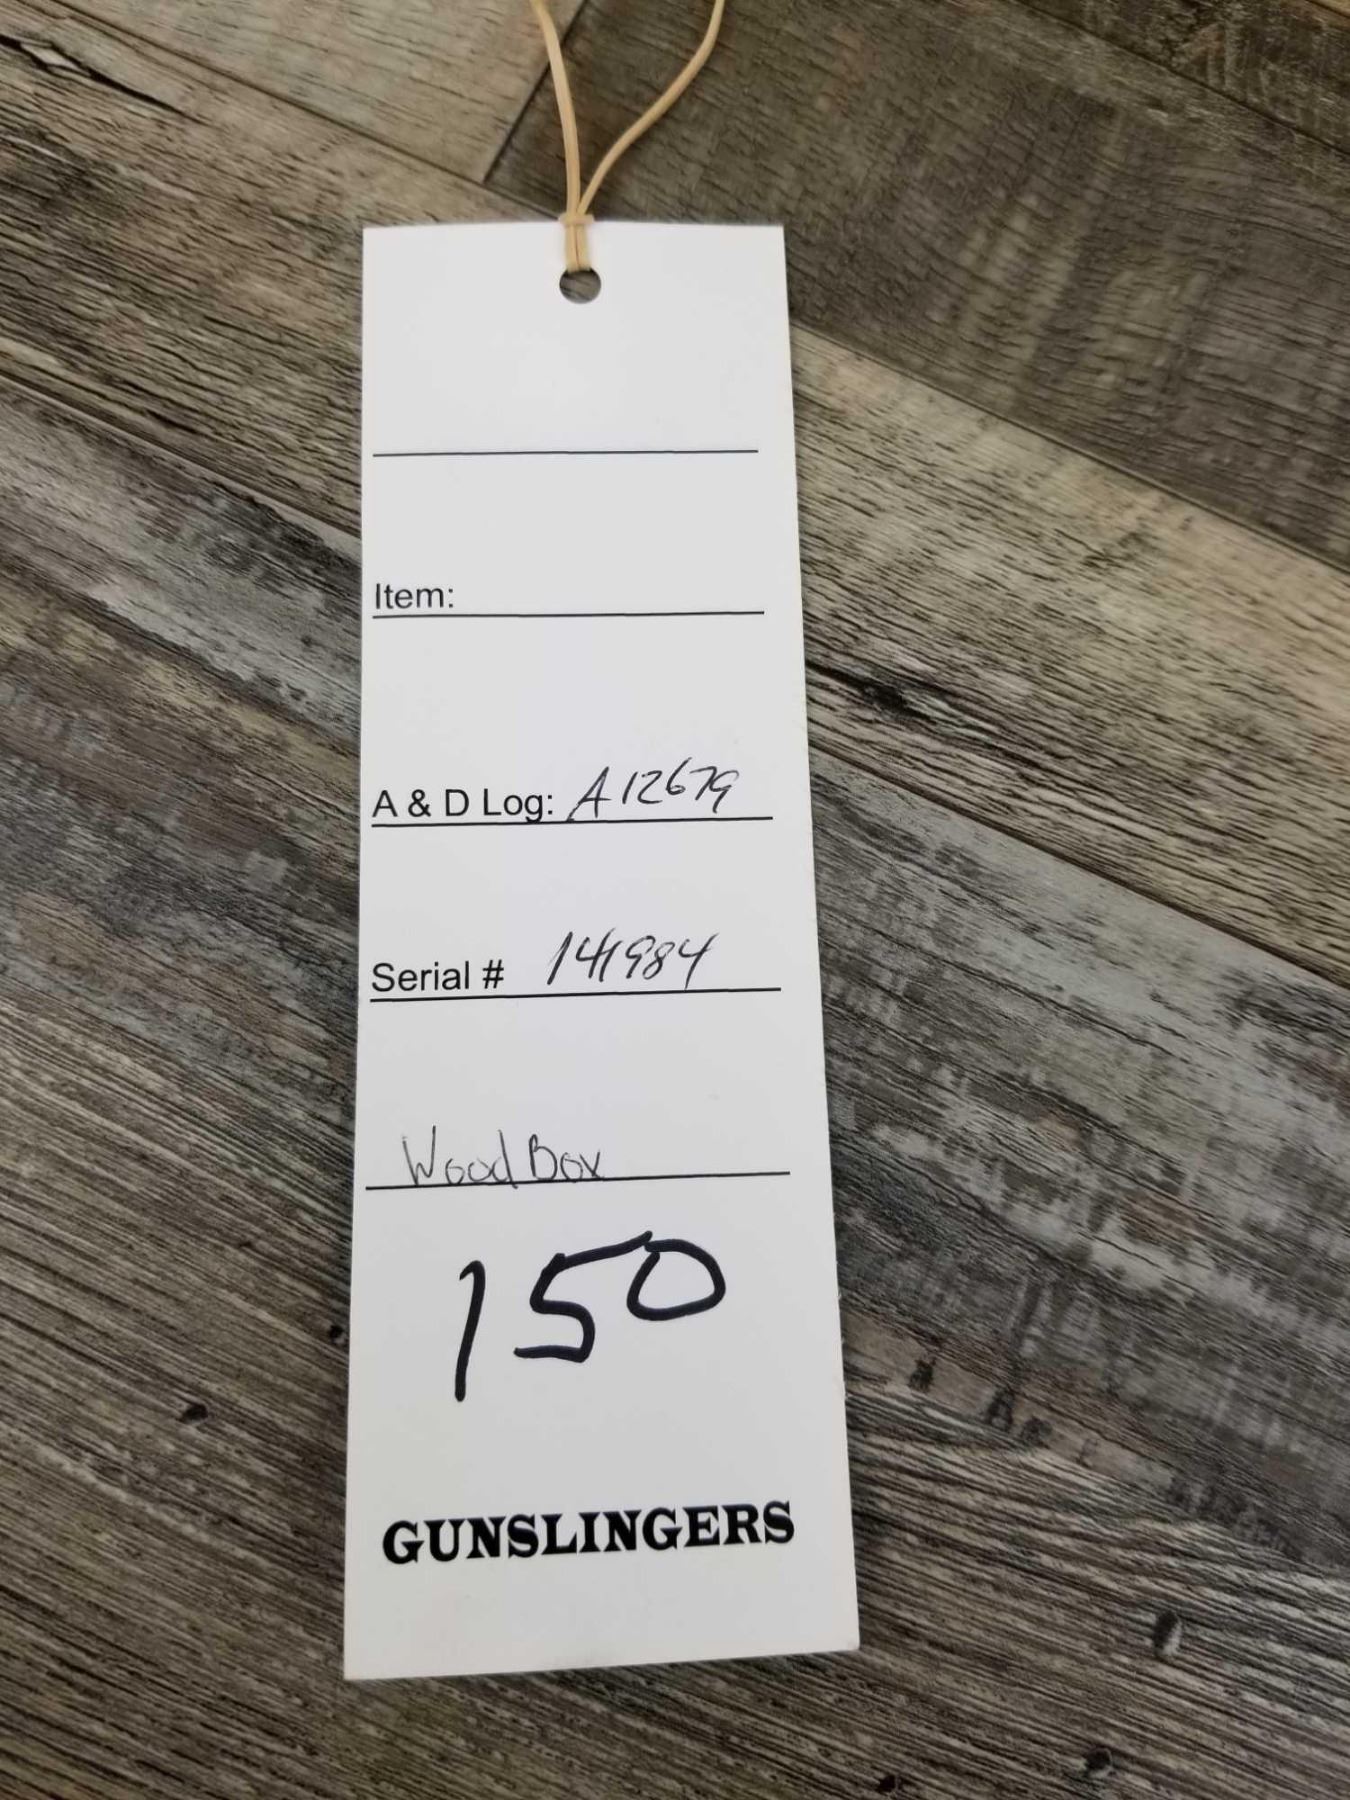 Item:
A & D Log: A12679
Serial # 141984
Wood Box
150
GUNSLINGERS